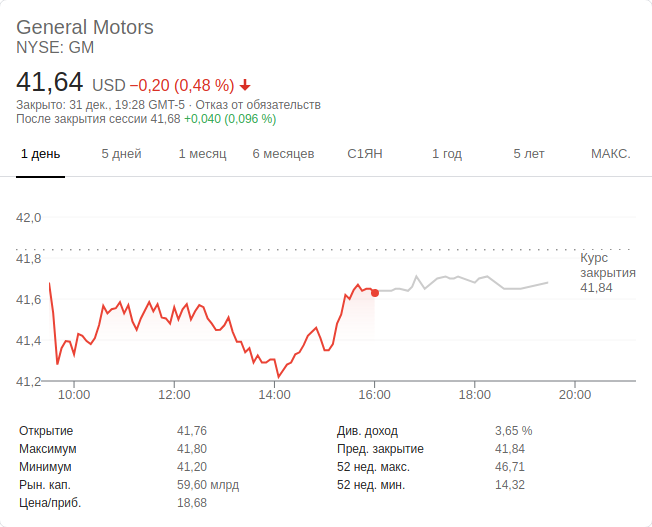 General Motors
NYSE: GM
41,64 USD −0,20 (0,48 %)
Закрыто: 31 дек., 19:28 GMT-5 · Отказ от обязательств
После закрытия сессии 41,68 +0,040 (0,096 %)
1 день 5 дней 1 месяц 6 месяцев С1ЯН 1 год 5 лет МАКС.
42,0
41,8
41,6
41,4
41,2
Курс
закрытия
41,84
10:00 12:00 14:00 16:00 18:00 20:00
Открытие 41,76 Див. доход 3,65 %
Максимум 41,80 Пред. закрытие 41,84
Минимум 41,20 52 нед. макс. 46,71
Рын. кап. 59,60 млрд 52 нед. мин. 14,32
Цена/приб. 18,68